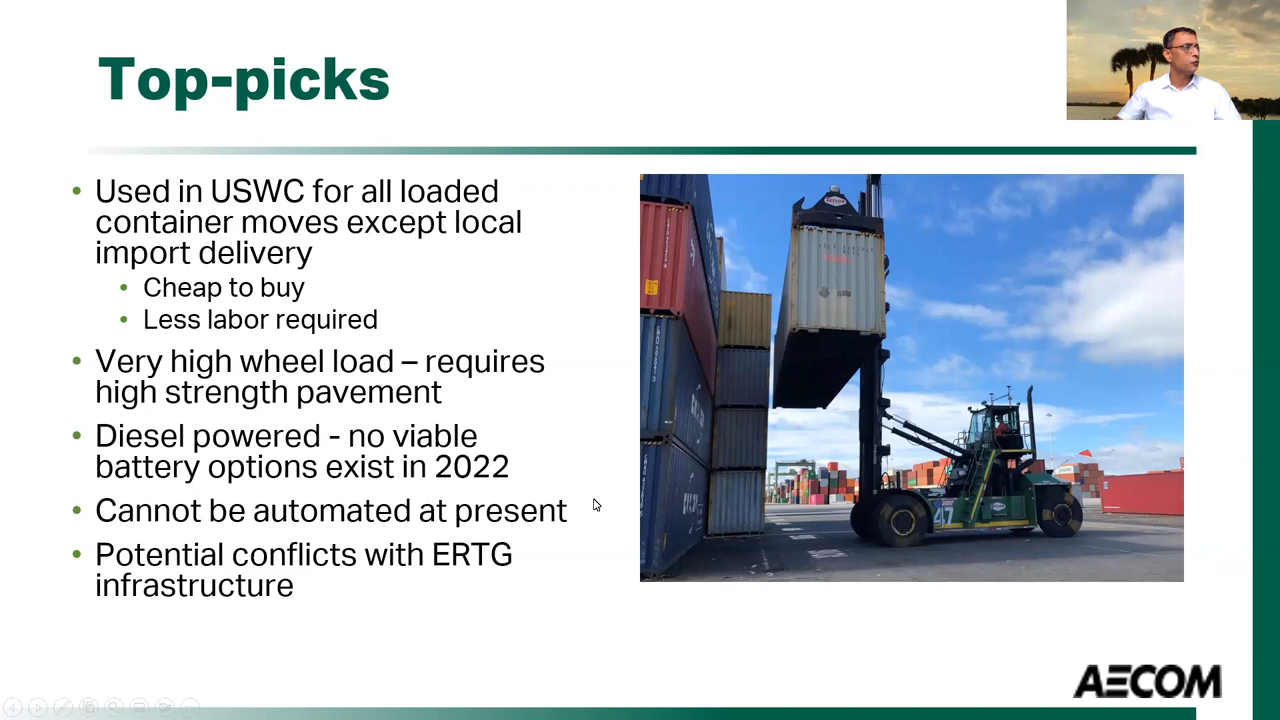 Top-picks
• Used in USWC for all loaded
container moves except local
import delivery
• Cheap to buy
• Less labor required
• Very high wheel load – requires
high strength pavement
• Diesel powered - no viable
battery options exist in 2022
• Cannot be automated at present
• Potential conflicts with ERTG
infrastructure
TAYLOR
47
AECOM